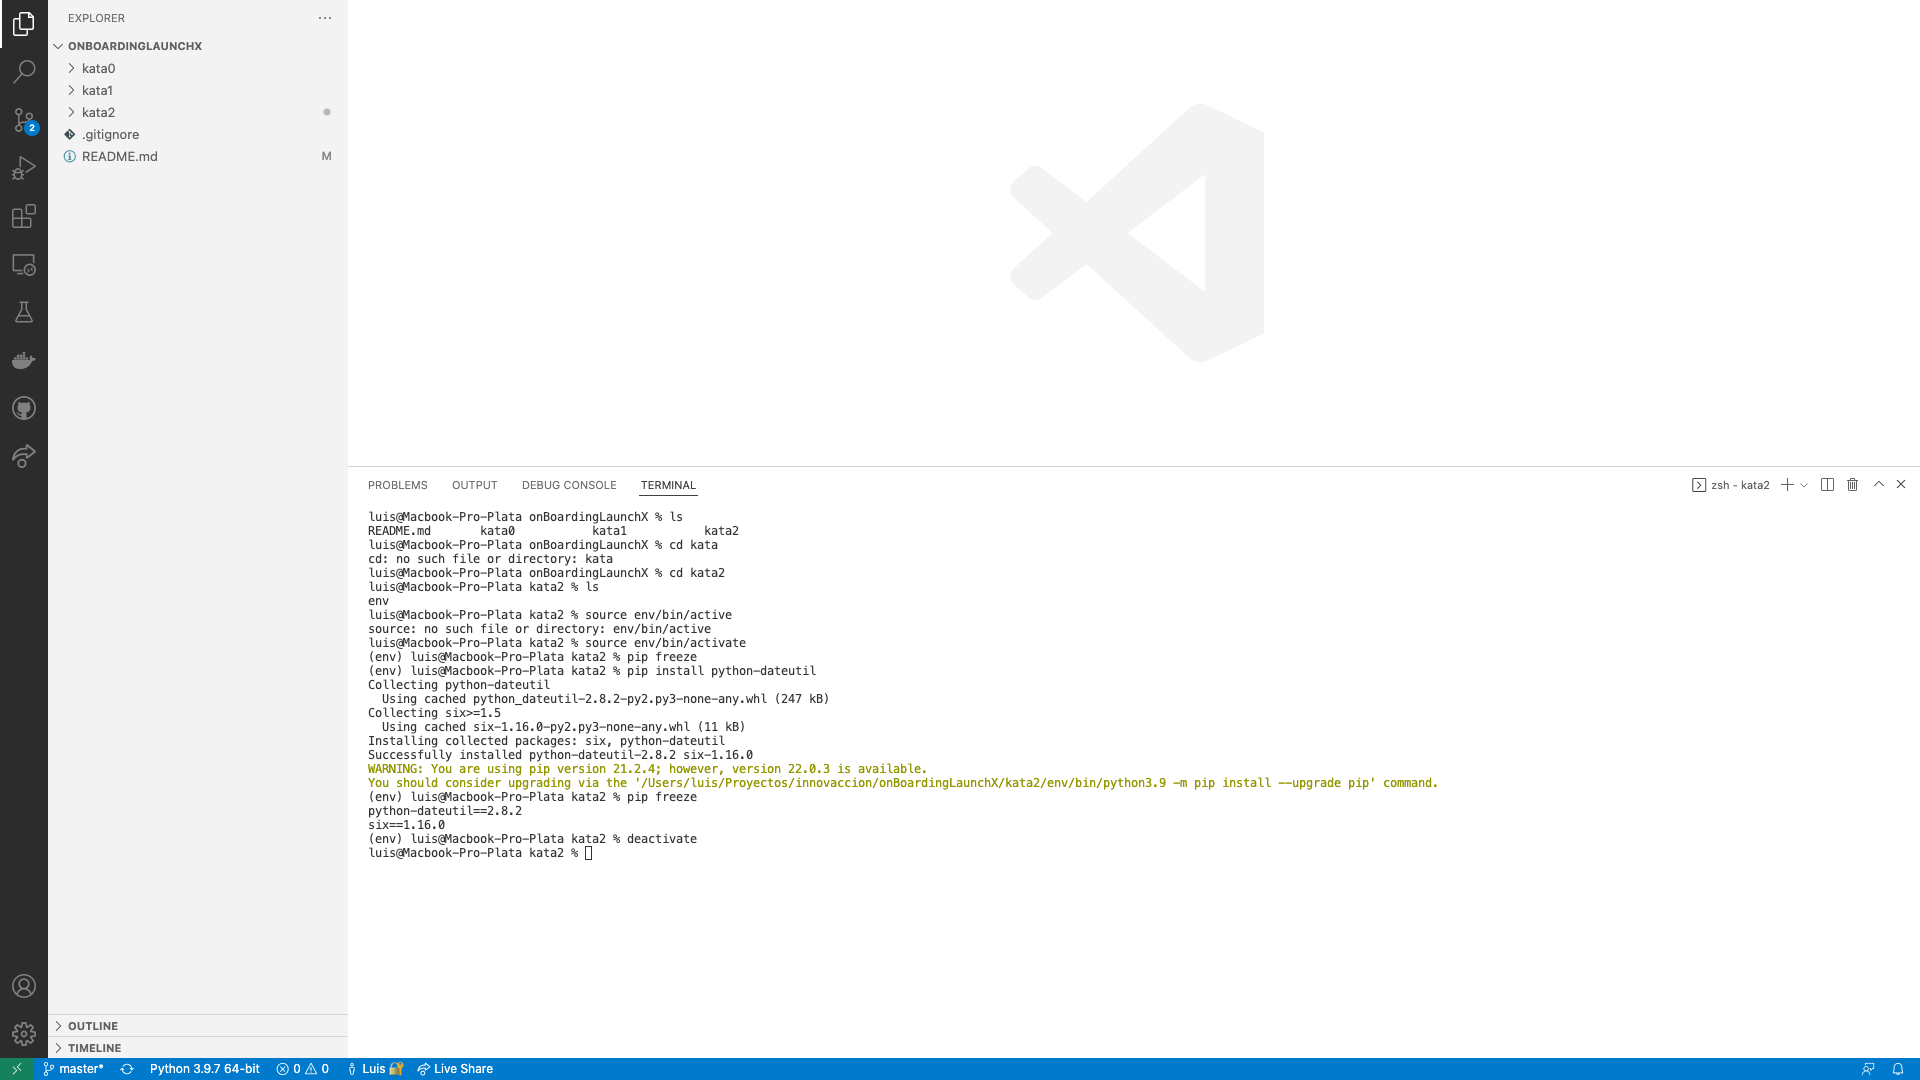 EXPLORER
ONBOARDINGLAUNCHX
kata0
kata1
kata2
.gitignore
README.md M
2
OUTLINE
TIMELINE
PROBLEMS OUTPUT DEBUG CONSOLE TERMINAL
zsh - kata2
luis@Macbook-Pro-Plata onBoardingLaunchX % ls
README.md kata0 kata1 kata2
luis@Macbook-Pro-Plata onBoardingLaunchX % cd kata
cd: no such file or directory: kata
luis@Macbook-Pro-Plata onBoardingLaunchX % cd kata2
luis@Macbook-Pro-Plata kata2 % ls
env
luis@Macbook-Pro-Plata kata2 % source env/bin/active
source: no such file or directory: env/bin/active
luis@Macbook-Pro-Plata kata2 % source env/bin/activate
(env) luis@Macbook-Pro-Plata kata2 % pip freeze
(env) luis@Macbook-Pro-Plata kata2 % pip install python-dateutil
Collecting python-dateutil
Using cached python_dateutil-2.8.2-py2.py3-none-any.whl (247 kB)
Collecting six>=1.5
Using cached six-1.16.0-py2.py3-none-any.whl (11 kB)
Installing collected packages: six, python-dateutil
Successfully installed python-dateutil-2.8.2 six-1.16.0
WARNING: You are using pip version 21.2.4; however, version 22.0.3 is available.
You should consider upgrading via the '/Users/luis/Proyectos/innovaccion/onBoardingLaunchX/kata2/env/bin/python3.9 -m pip install --upgrade pip' command.
(env) luis@Macbook-Pro-Plata kata2 % pip freeze
python-dateutil==2.8.2
six==1.16.0
(env) luis@Macbook-Pro-Plata kata2 % deactivate
luis@Macbook-Pro-Plata kata2 %
master* Python 3.9.7 64-bit 0 0 Luis Live Share